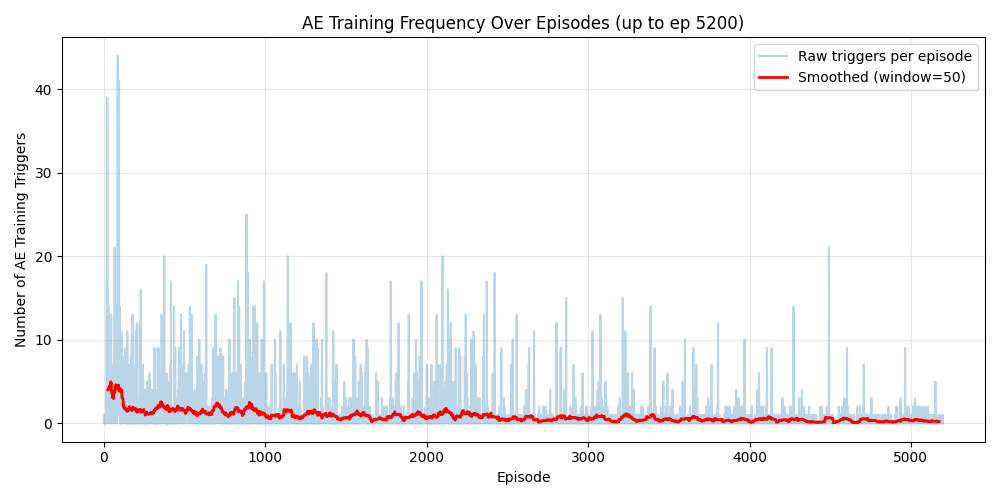 AE Training Frequency Over Episodes (up to ep 5200)
Raw triggers per episode
Smoothed (window=50)
Number of AE Training Triggers
40
30
20
10
0
0 1000 2000 3000 4000 5000
Episode